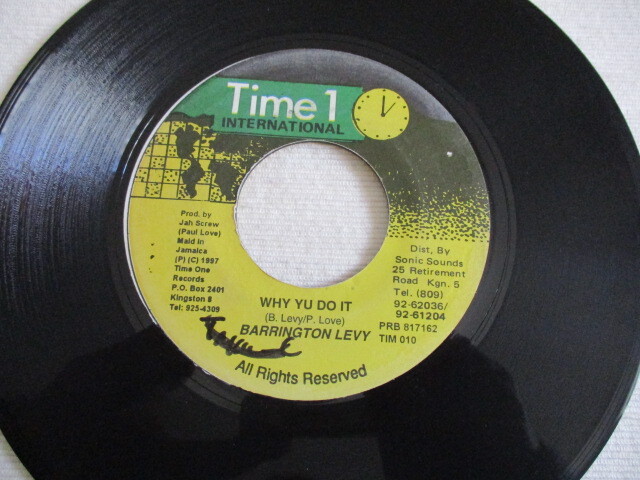 Time 1
INTERNATIONAL
Prod. by
Jah Screw
(Paul Love)
Maid in
Jamaica
(P) (C) 1997
Time One
Records
P.O. Box 2401
Kingston 8
Tel: 925-4309
Dist, By
Sonic Sounds
25 Retirement
Road Kgn. 5
Tel. (809)
92-62036/
92-61204
PRB 817162
TIM 010
WHY YU DO IT
(B. Levy/P. Love)
BARRINGTON LEVY
All Rights Reserved